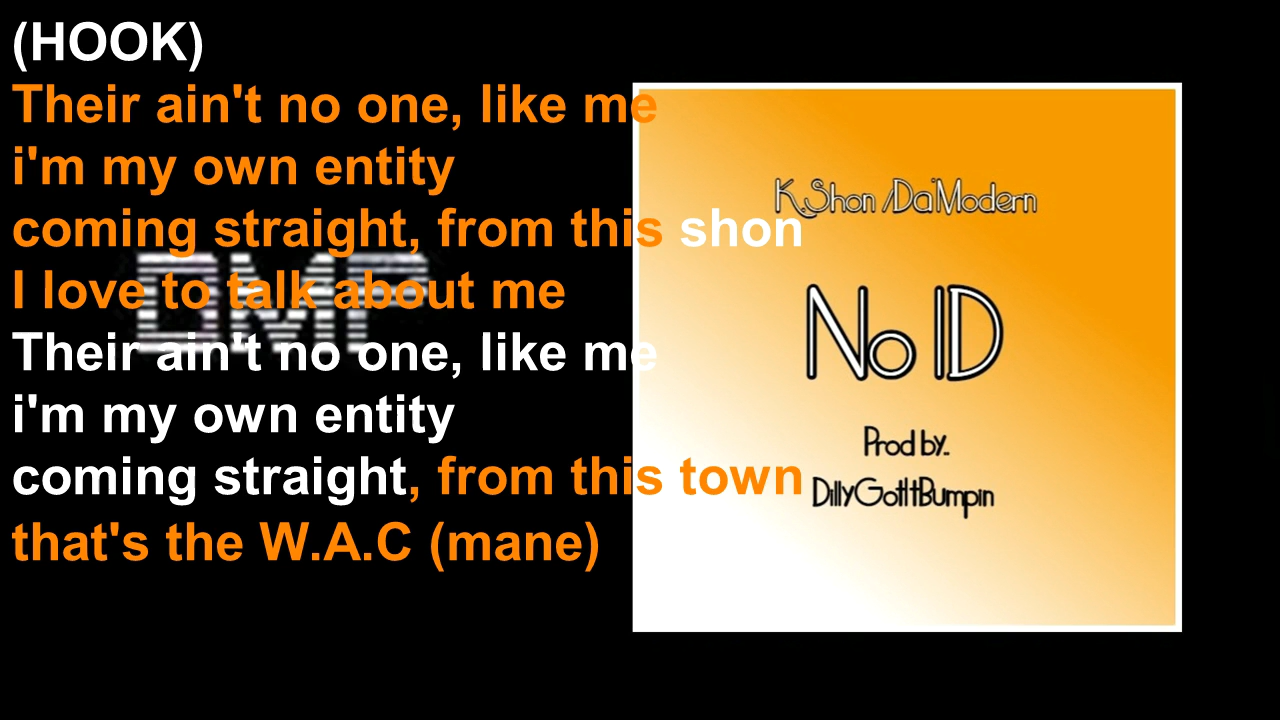 (HOOK)
Their ain't no one, like me
i'm my own entity
coming straight, from this shon
I love to talk about me
Their ain't no one, like me
i'm my own entity
coming straight, from this town
that's the W.A.C (mane)
DMP
K.Shon /Da'Modern
No ID
Prod by.
DillyGotItBumpin